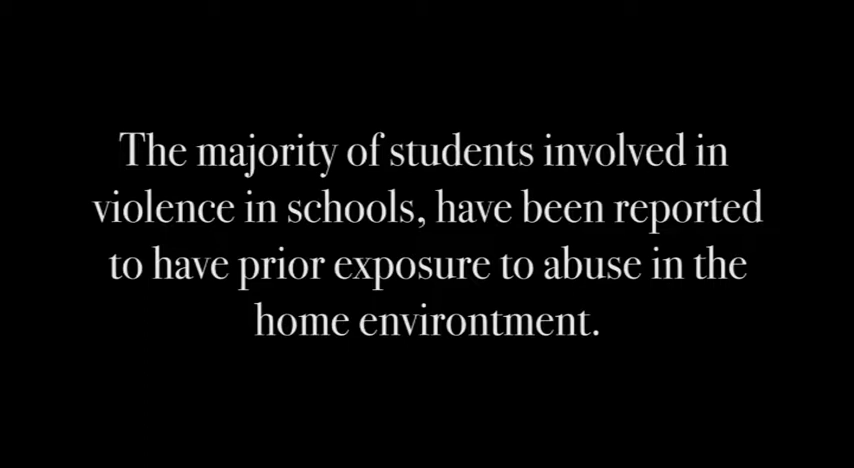 The majority of students involved in
violence in schools, have been reported
to have prior exposure to abuse in the
home environtment.